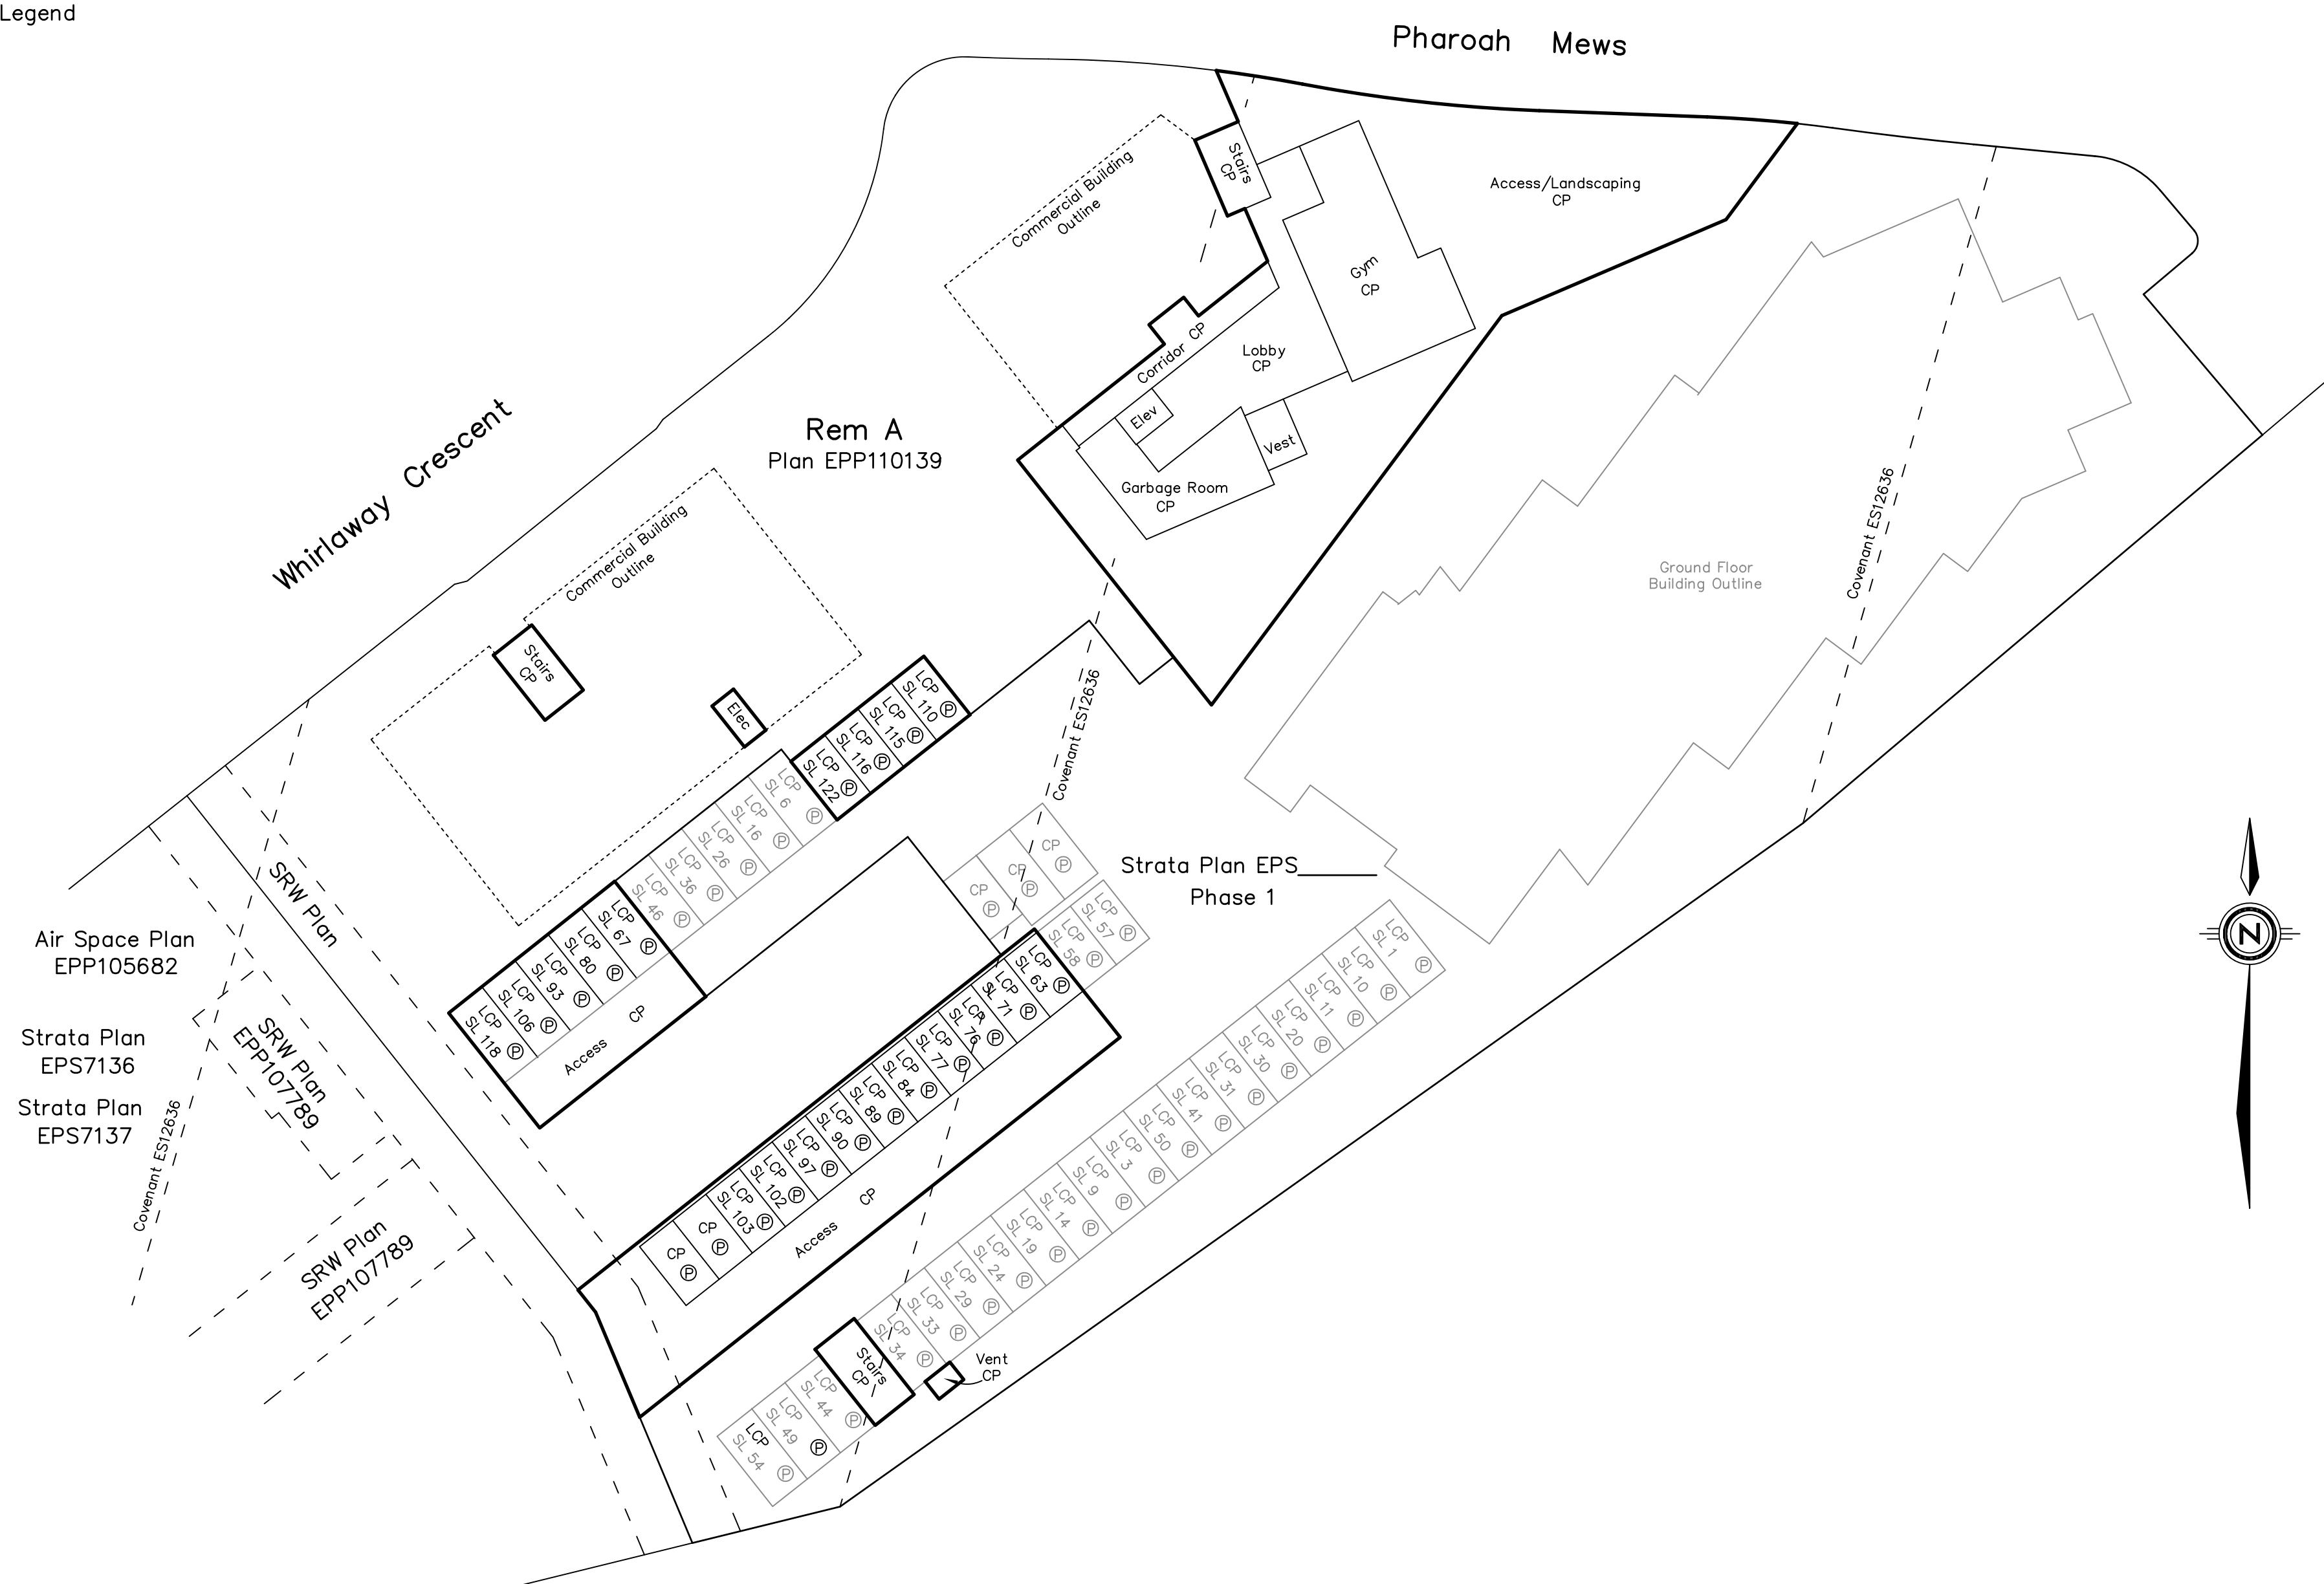 Legend
Pharoah Mews
Whirlaway Crescent
Commercial Building
Outline
Stairs
CP
Access/Landscaping
CP
Gym
CP
Corridor CP
Lobby
CP
Elev
Vest
Garbage Room
CP
Rem A
Plan EPP110139
Commercial Building
Outline
Stairs
CP
Elec
Ground Floor
Building Outline
Covenant ES12636
Covenant ES12636
LCP
SL 110
P
LCP
SL 115
P
LCP
SL 116
P
LCP
SL 122
P
LCP
SL 6
P
LCP
SL 16
P
LCP
SL 26
P
LCP
SL 36
P
LCP
SL 46
P
LCP
SL 67
P
LCP
SL 80
P
LCP
SL 93
P
LCP
SL 106
P
LCP
SL 118
P
Access CP
CP
P
CP
P
CP
P
Strata Plan EPS
Phase 1
LCP
SL 57
P
LCP
SL 58
P
LCP
SL 63
P
LCP
SL 71
P
LCP
SL 76
P
LCP
SL 77
P
LCP
SL 84
P
LCP
SL 89
P
LCP
SL 90
P
LCP
SL 97
P
LCP
SL 102
P
LCP
SL 103
P
CP
P
CP
P
Access CP
LCP
SL 1
P
LCP
SL 10
P
LCP
SL 11
P
LCP
SL 20
P
LCP
SL 30
P
LCP
SL 31
P
LCP
SL 41
P
LCP
SL 50
P
LCP
SL 3
P
LCP
SL 9
P
LCP
SL 14
P
LCP
SL 19
P
LCP
SL 24
P
LCP
SL 29
P
LCP
SL 33
P
LCP
SL 34
P
Stairs
CP
Vent
CP
LCP
SL 44
P
LCP
SL 49
P
LCP
SL 54
P
SRW Plan
Air Space Plan
EPP105682
Strata Plan
EPS7136
Strata Plan
EPS7137
Covenant ES12636
SRW Plan
EPP107789
SRW Plan
EPP107789
N